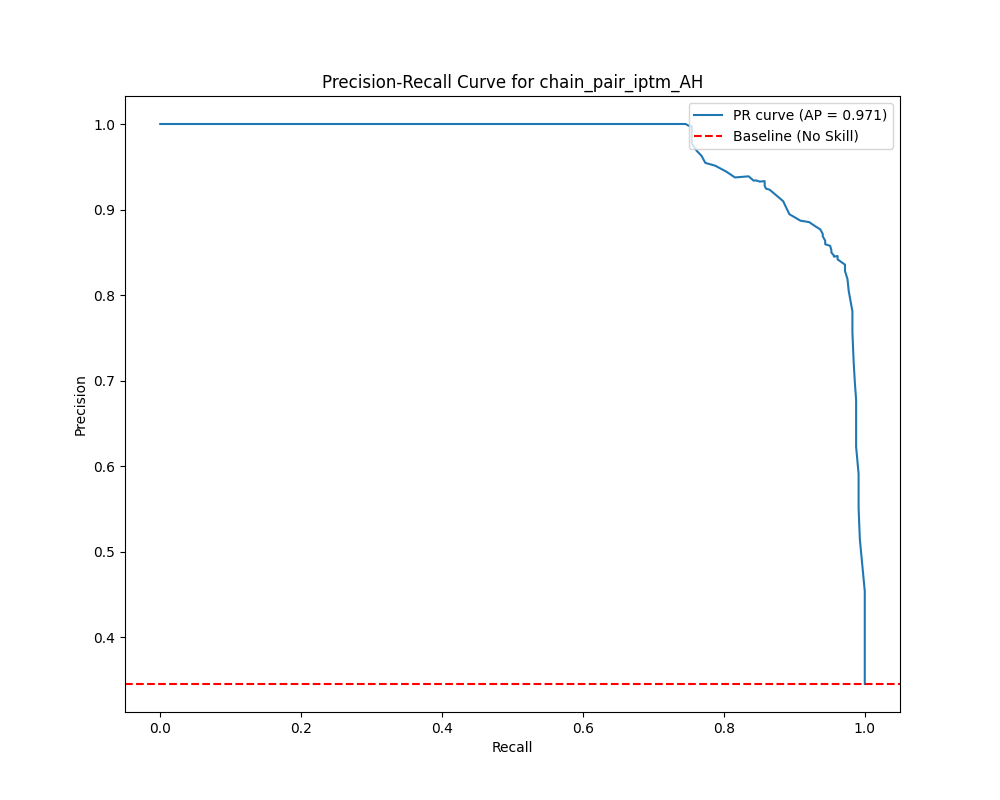 Precision-Recall Curve for chain_pair_iptm_AH
PR curve (AP = 0.971)
Baseline (No Skill)
1.0
0.9
0.8
0.7
0.6
0.5
0.4
Precision
0.0 0.2 0.4 0.6 0.8 1.0
Recall